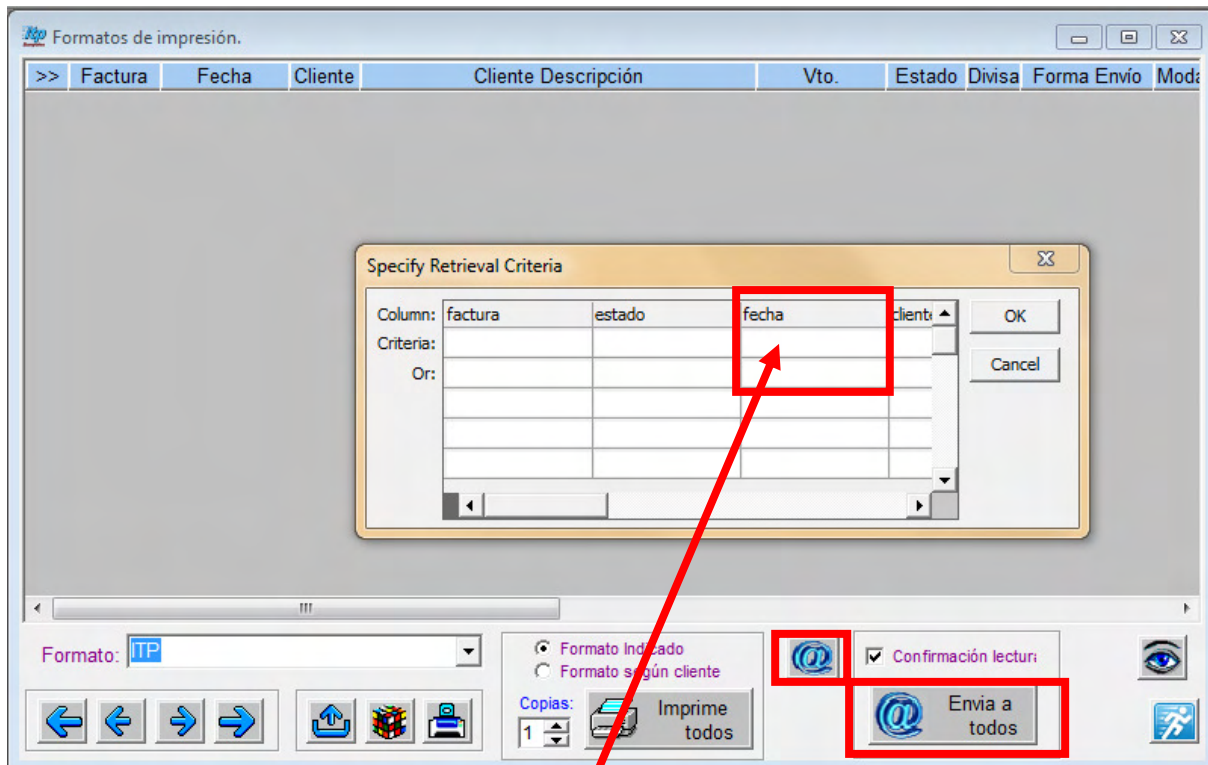 Formatos de impresión.
>> Factura Fecha Cliente Cliente Descripción Vto. Estado Divisa Forma Envío Moda
Specify Retrieval Criteria
Column: factura estado fecha cliente
Criteria:
Or:
OK
Cancel
Formato: ITP
Formato Indicado
Formato según cliente
Copias:
1
Imprime
todos
Confirmación lectura
Envia a
todos